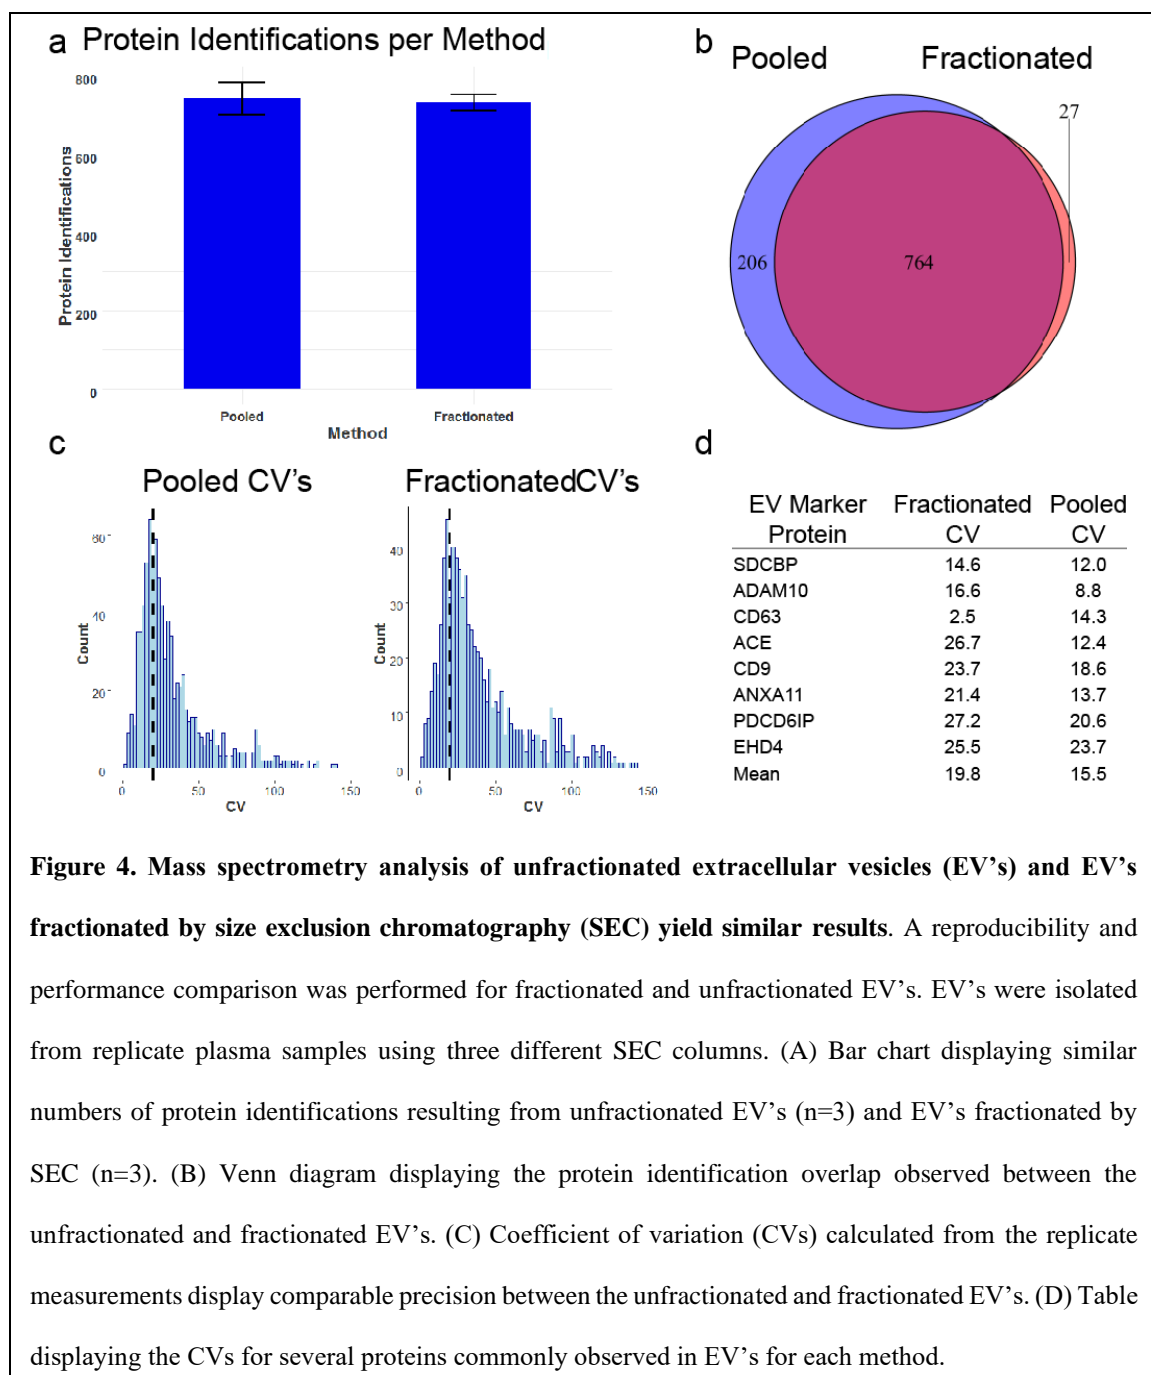 a Protein Identifications per Method
800
600
400
200
0
Protein Identifications
Pooled
Fractionated
Method
b
Pooled Fractionated
27
206
764
c
Pooled CV's
60
40
20
0
Count
0 50 100 150
CV
FractionatedCV's
40
30
20
10
0
Count
0 50 100 150
CV
d
EV Marker Fractionated Pooled
Protein CV CV
SDCBP 14.6 12.0
ADAM10 16.6 8.8
CD63 2.5 14.3
ACE 26.7 12.4
CD9 23.7 18.6
ANXA11 21.4 13.7
PDCD6IP 27.2 20.6
EHD4 25.5 23.7
Mean 19.8 15.5
Figure 4. Mass spectrometry analysis of unfractionated extracellular vesicles (EV's) and EV's
fractionated by size exclusion chromatography (SEC) yield similar results. A reproducibility and
performance comparison was performed for fractionated and unfractionated EV's. EV's were isolated
from replicate plasma samples using three different SEC columns. (A) Bar chart displaying similar
numbers of protein identifications resulting from unfractionated EV's (n=3) and EV's fractionated by
SEC (n=3). (B) Venn diagram displaying the protein identification overlap observed between the
unfractionated and fractionated EV's. (C) Coefficient of variation (CVs) calculated from the replicate
measurements display comparable precision between the unfractionated and fractionated EV's. (D) Table
displaying the CVs for several proteins commonly observed in EV's for each method.